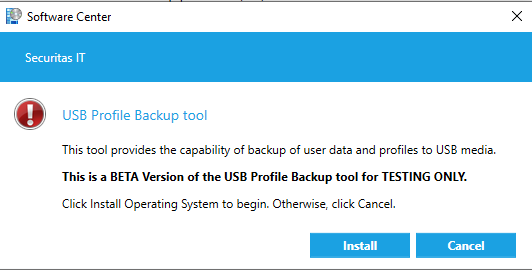 Software Center
Securitas IT
USB Profile Backup tool
This tool provides the capability of backup of user data and profiles to USB media.
This is a BETA Version of the USB Profile Backup tool for TESTING ONLY.
Click Install Operating System to begin. Otherwise, click Cancel.
Install Cancel